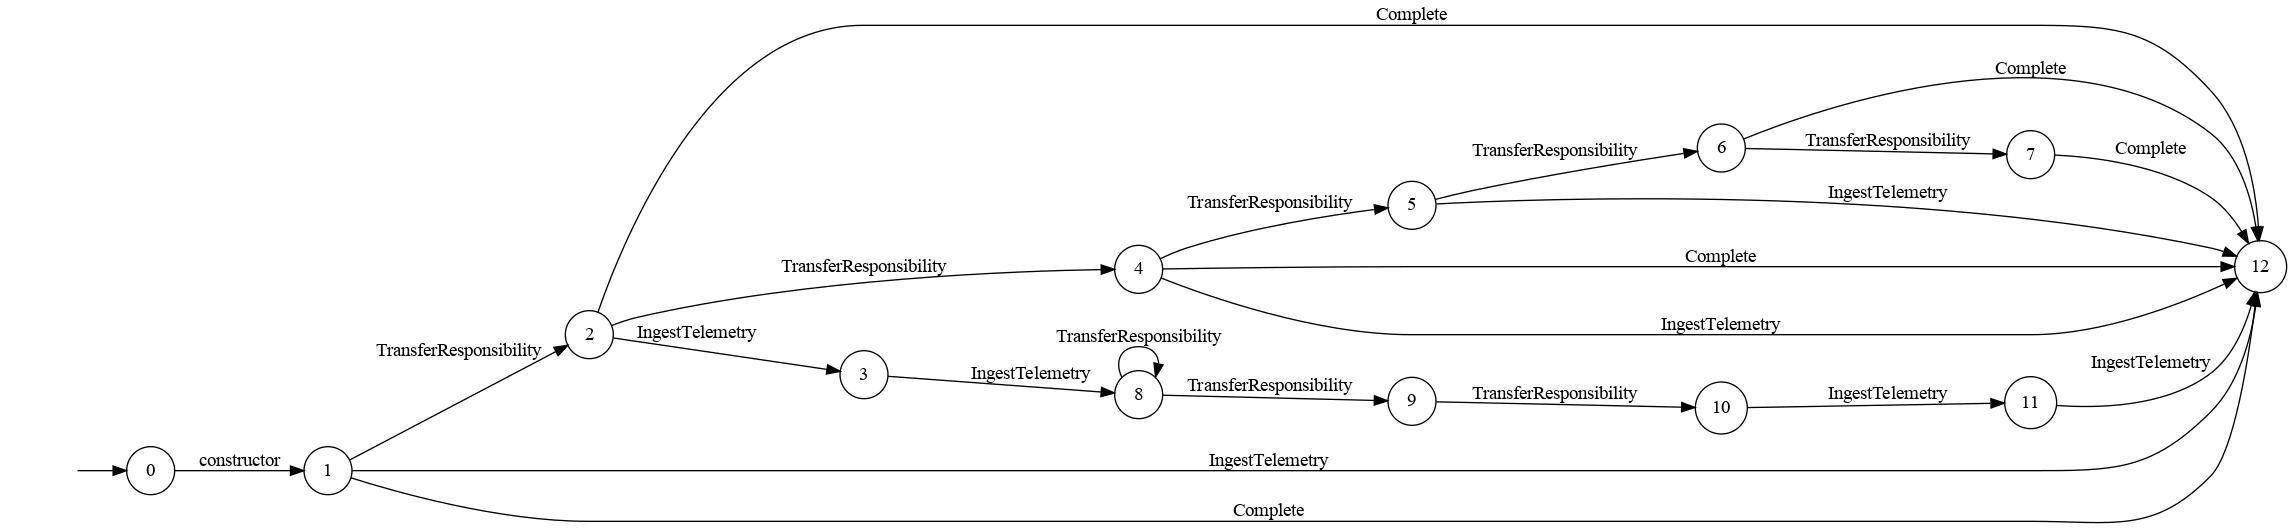 Complete
Complete
TransferResponsibility
6
TransferResponsibility
7
Complete
TransferResponsibility
5
IngestTelemetry
TransferResponsibility
4
Complete
12
IngestTelemetry
2
IngestTelemetry
TransferResponsibility
TransferResponsibility
3
IngestTelemetry
8
TransferResponsibility
9
TransferResponsibility
10
IngestTelemetry
11
IngestTelemetry
0
constructor
1
IngestTelemetry
Complete